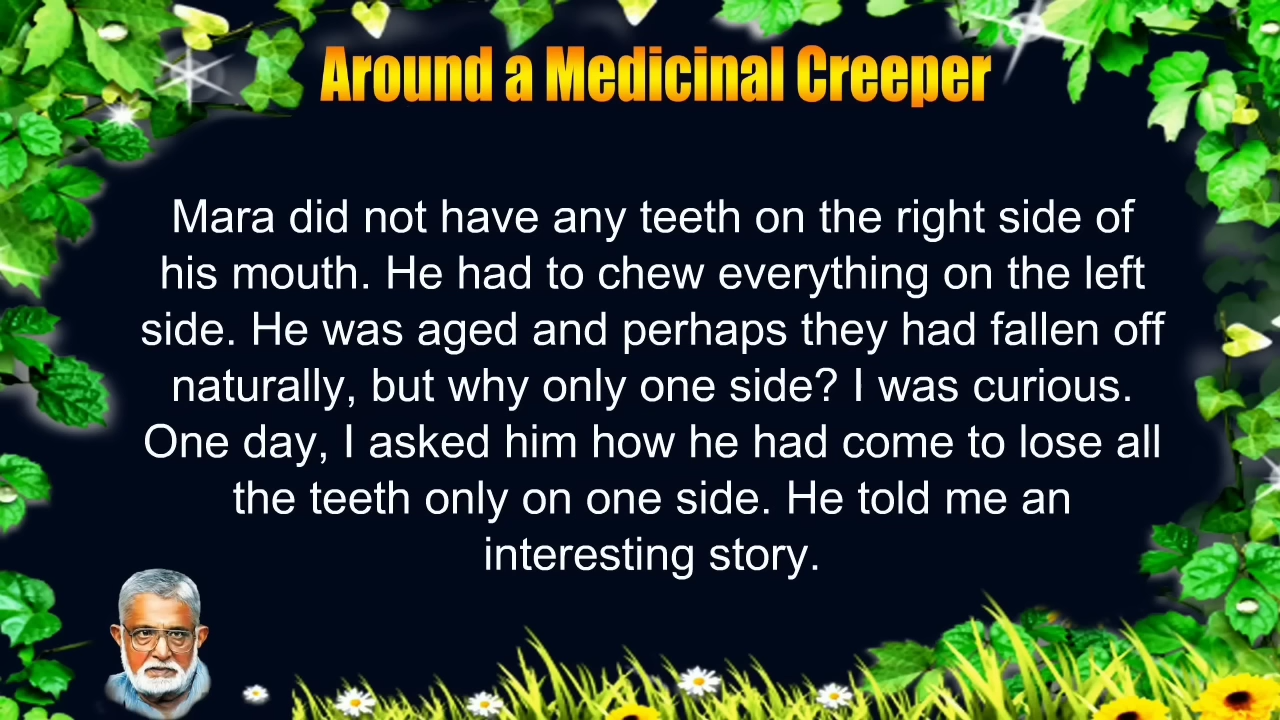 Around a Medicinal Creeper
Mara did not have any teeth on the right side of
his mouth. He had to chew everything on the left
side. He was aged and perhaps they had fallen off
naturally, but why only one side? I was curious.
One day, I asked him how he had come to lose all
the teeth only on one side. He told me an
interesting story.